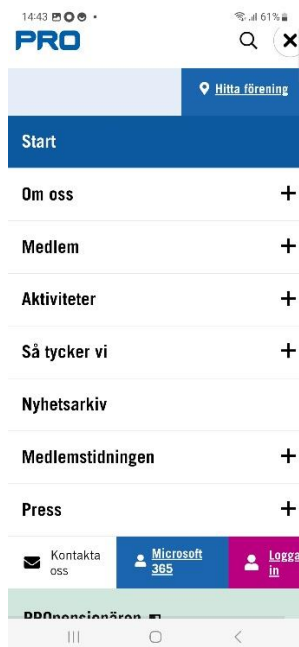 14:43
61%
PRO
Hitta förening
Start
Om oss
Medlem
Aktiviteter
Så tycker vi
Nyhetsarkiv
Medlemstidningen
Press
Kontakta
oss
Microsoft
365
Logga
in
PROpensionären